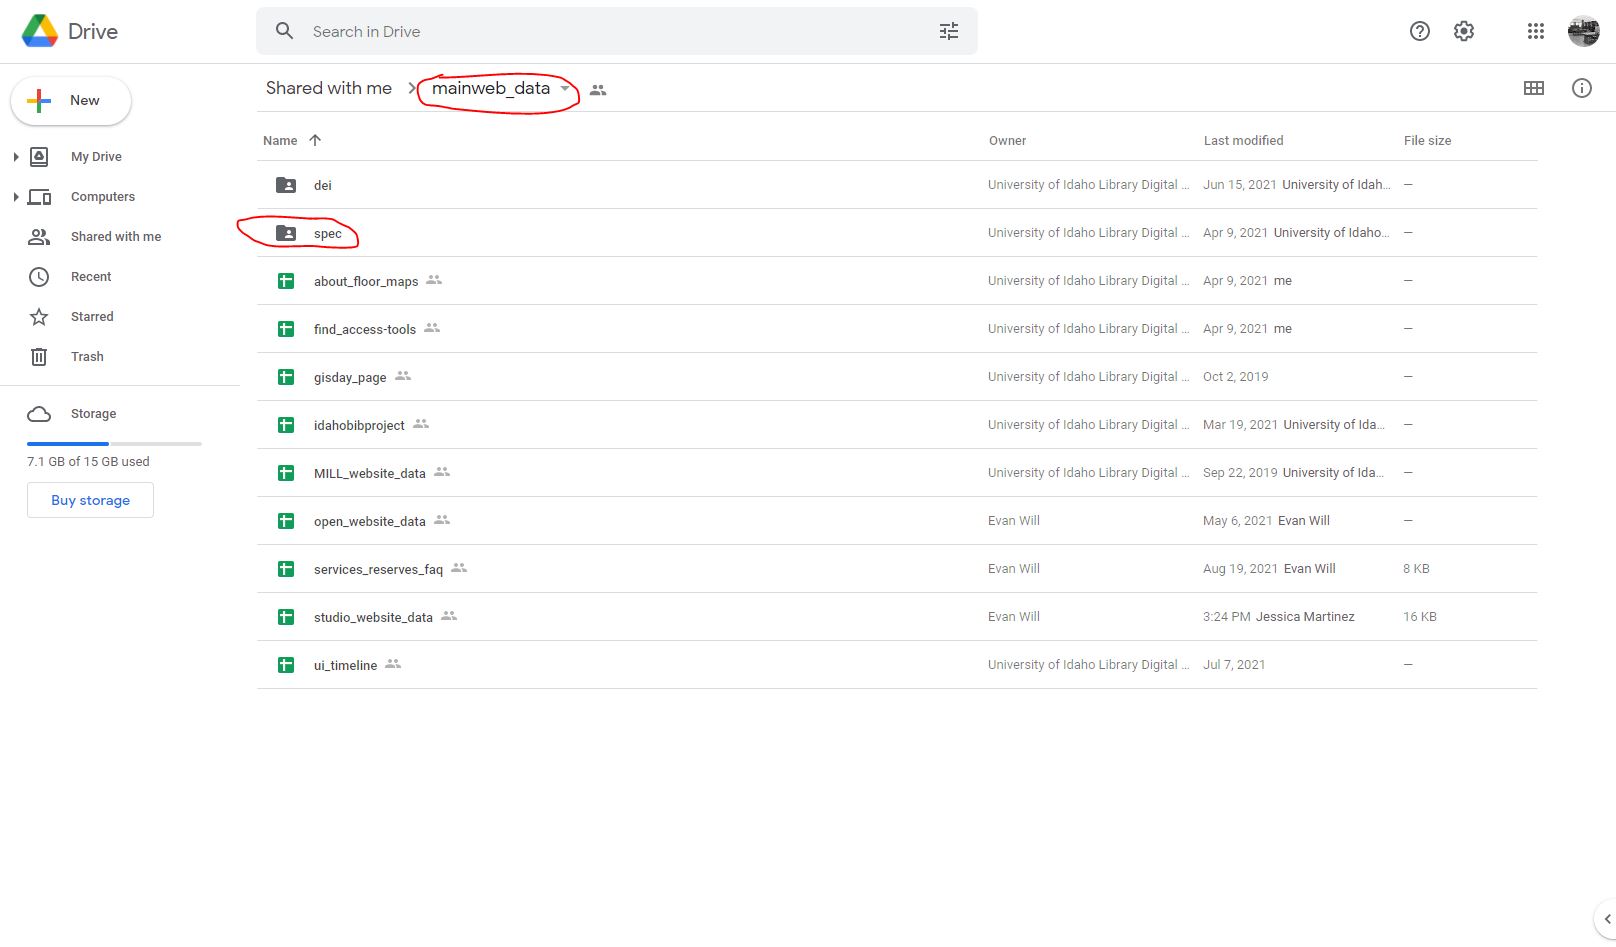 Drive
Search in Drive
New
My Drive
Computers
Shared with me
Recent
Starred
Trash
Storage
7.1 GB of 15 GB used
Buy storage
Shared with me > mainweb_data
Name Owner Last modified File size
dei University of Idaho Library Digital ... Jun 15, 2021 University of Idah... —
spec University of Idaho Library Digital ... Apr 9, 2021 University of Idaho... —
about_floor_maps University of Idaho Library Digital ... Apr 9, 2021 me —
find_access-tools University of Idaho Library Digital ... Apr 9, 2021 me —
gisday_page University of Idaho Library Digital ... Oct 2, 2019 —
idahobibproject University of Idaho Library Digital ... Mar 19, 2021 University of Ida... —
MILL_website_data University of Idaho Library Digital ... Sep 22, 2019 University of Ida... —
open_website_data Evan Will May 6, 2021 Evan Will —
services_reserves_faq Evan Will Aug 19, 2021 Evan Will 8 KB
studio_website_data Evan Will 3:24 PM Jessica Martinez 16 KB
ui_timeline University of Idaho Library Digital ... Jul 7, 2021 —